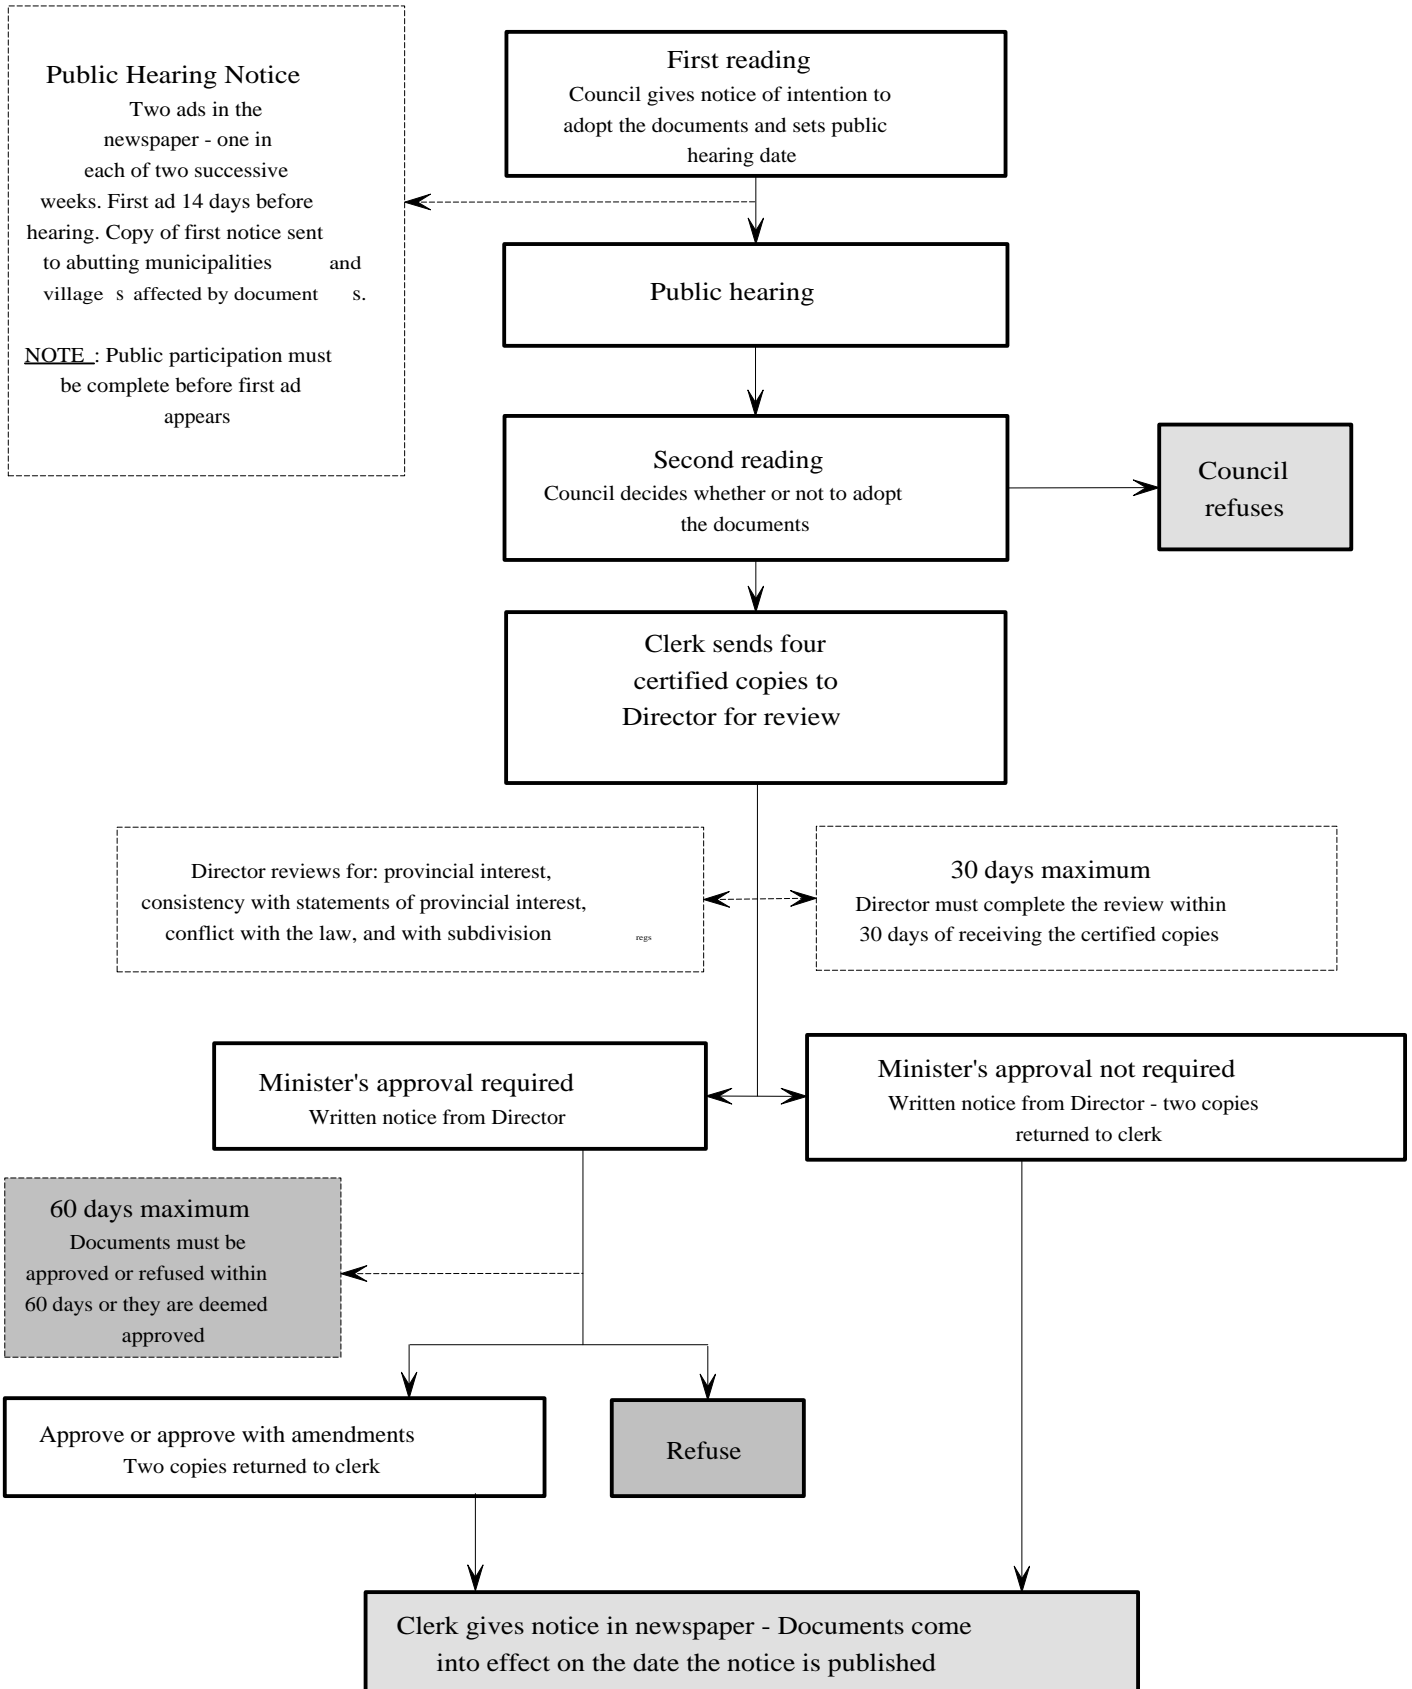 Public Hearing Notice
Two ads in the
newspaper - one in
each of two successive
weeks. First ad 14 days before
hearing. Copy of first notice sent
to abutting municipalities and
village s affected by document s.
NOTE : Public participation must
be complete before first ad
appears
First reading
Council gives notice of intention to
adopt the documents and sets public
hearing date
Public hearing
Second reading
Council decides whether or not to adopt
the documents
Council
refuses
Clerk sends four
certified copies to
Director for review
Director reviews for: provincial interest,
consistency with statements of provincial interest,
conflict with the law, and with subdivision regs
30 days maximum
Director must complete the review within
30 days of receiving the certified copies
Minister's approval required
Written notice from Director
Minister's approval not required
Written notice from Director - two copies
returned to clerk
60 days maximum
Documents must be
approved or refused within
60 days or they are deemed
approved
Approve or approve with amendments
Two copies returned to clerk
Refuse
Clerk gives notice in newspaper - Documents come
into effect on the date the notice is published